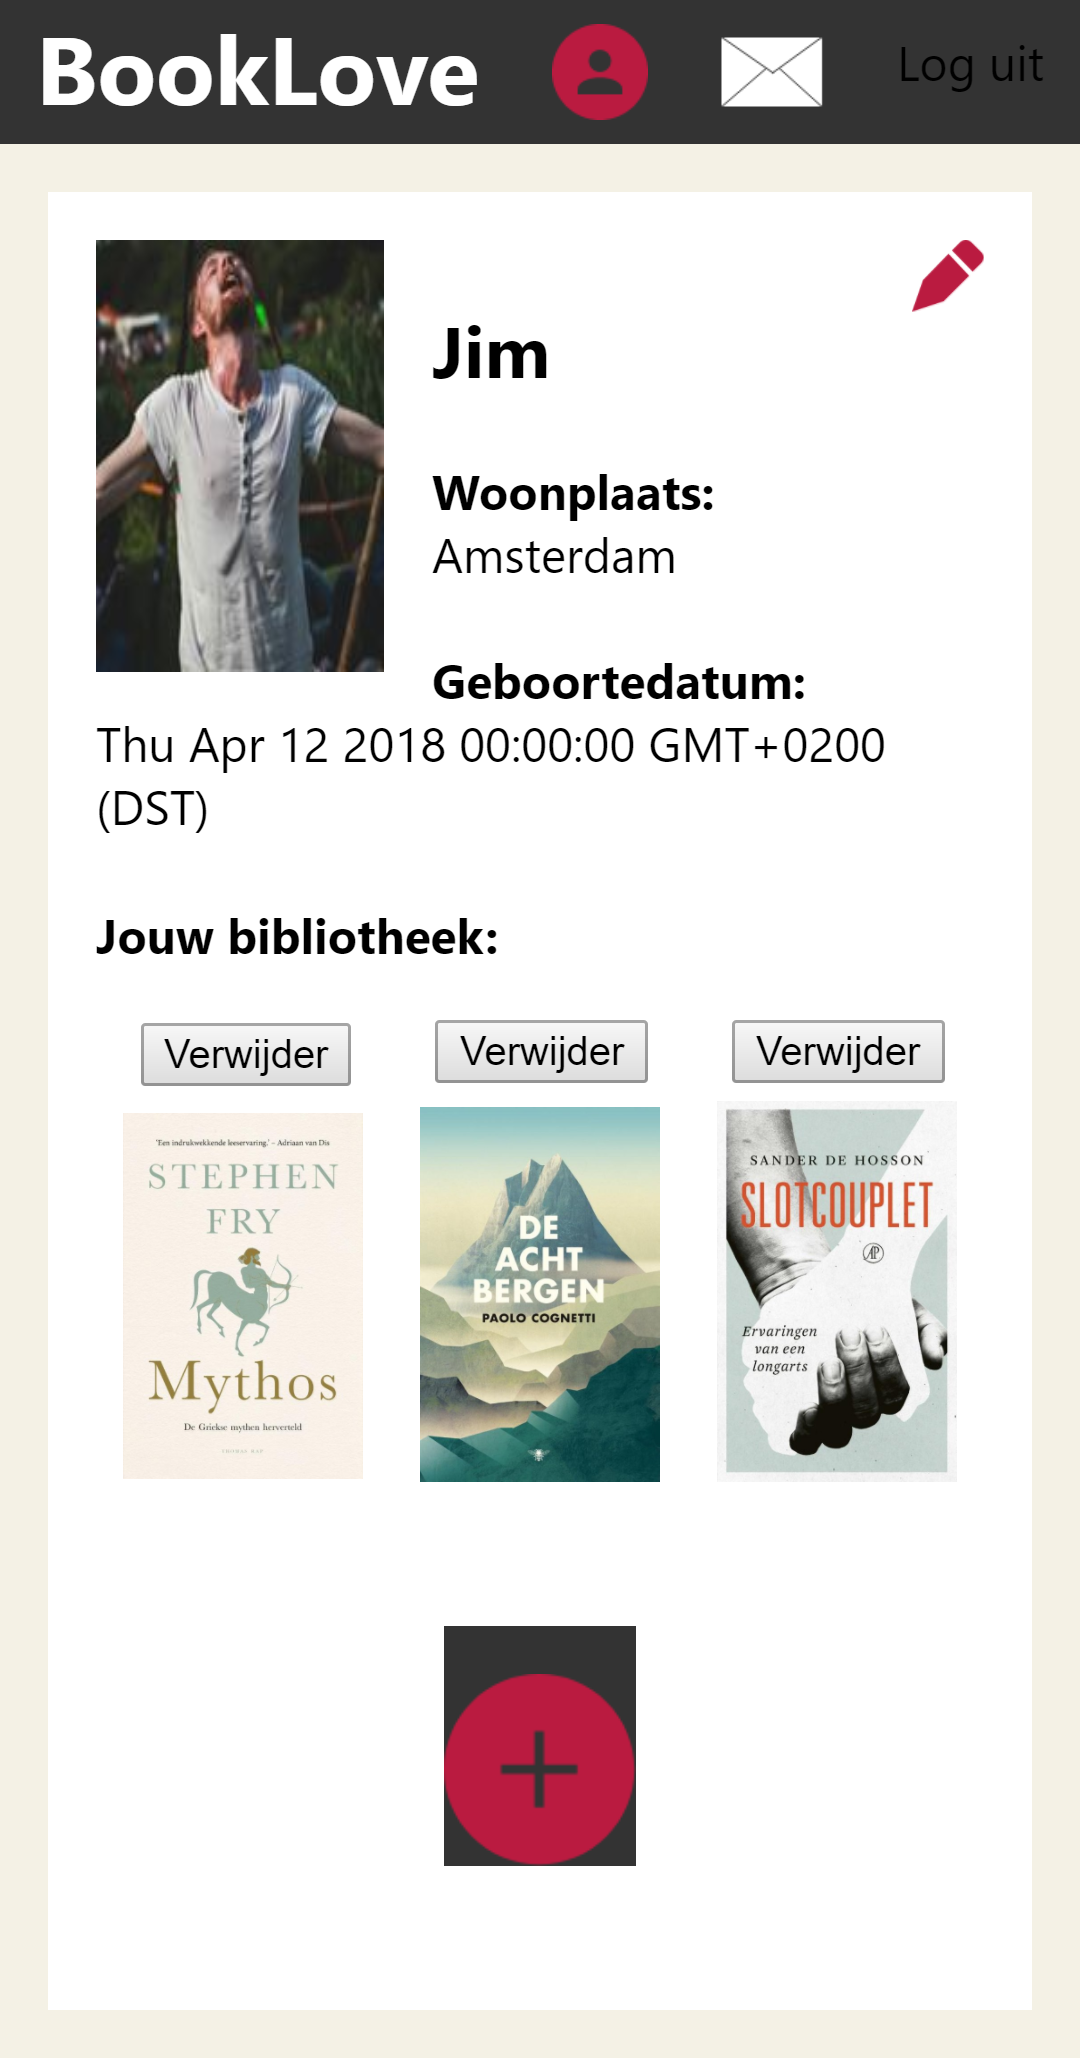 BookLove
Log uit
Jim
Woonplaats:
Amsterdam
Geboortedatum:
Thu Apr 12 2018 00:00:00 GMT+0200
(DST)
Jouw bibliotheek:
Verwijder
Verwijder
Verwijder
'Een indrukwekkende leeservaring.' – Adriaan van Dis
STEPHEN
FRY
Mythos
De Griekse mythen herverteld
THOMAS RAP
DE
ACHT
BERGEN
PAOLO COGNETTI
SANDER DE HOSSON
SLOTCOUPLET
AP
Ervaringen
van een
longarts